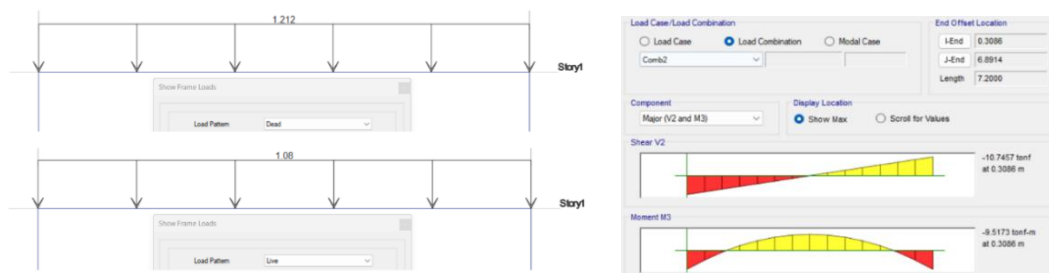 1.212
Story1
Show Frame Loads
Load Pattern Dead
1.08
Story1
Show Frame Loads
Load Pattern Live
Load Case/Load Combination
Load Case Load Combination Modal Case
Comb2
End Offset Location
I-End 0.3086
J-End 6.8914
Length 7.2000
Component
Major (V2 and M3)
Display Location
Show Max Scroll for Values
Shear V2
-10.7457 tonf
at 0.3086 m
Moment M3
-9.5173 tonf-m
at 0.3086 m